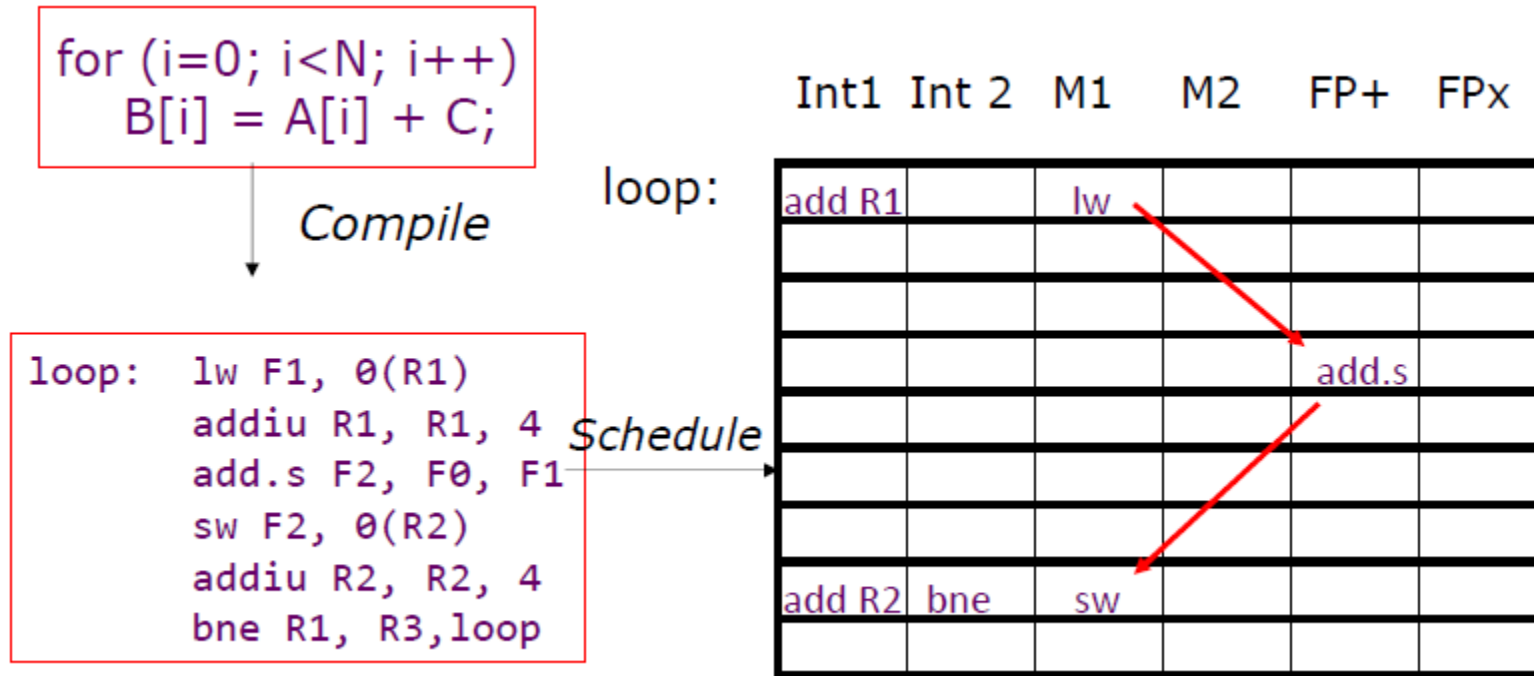 for (i=0; i<N; i++)
B[i] = A[i] + C;
Compile
loop: lw F1, 0(R1)
addiu R1, R1, 4
add.s F2, F0, F1
sw F2, 0(R2)
addiu R2, R2, 4
bne R1, R3,loop
Schedule
Int1 Int 2 M1 M2 FP+ FPx
loop:
add R1 lw
add.s
add R2 bne sw